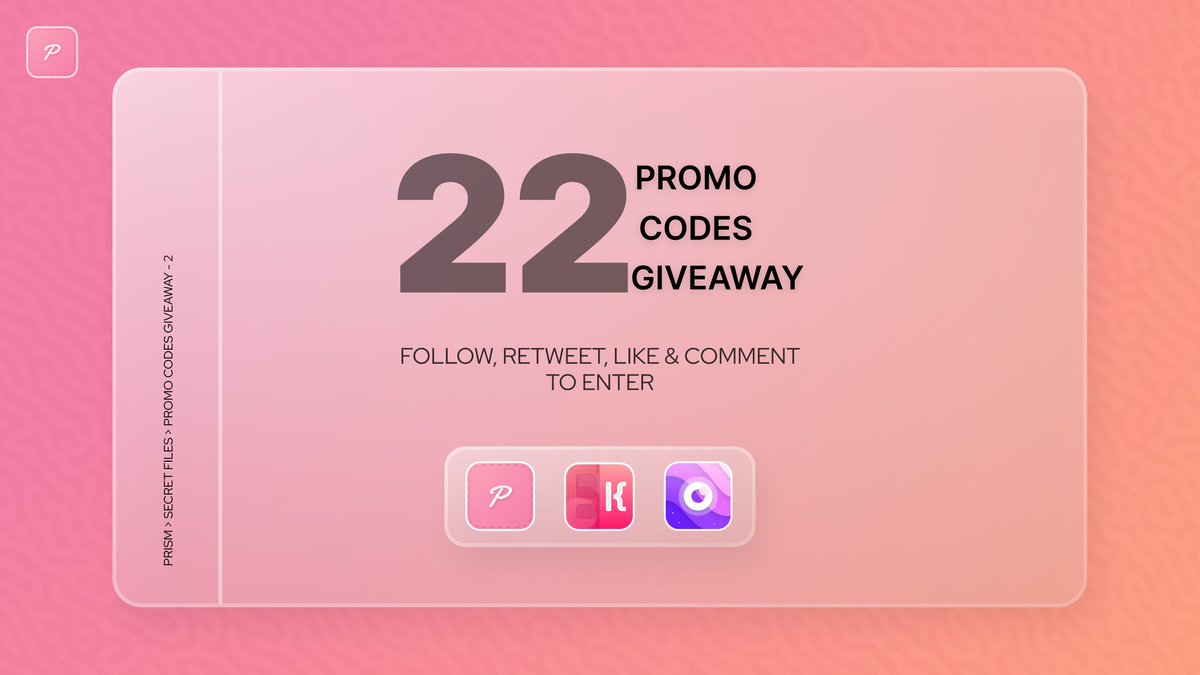 P
22
PROMO
CODES
GIVEAWAY
FOLLOW, RETWEET, LIKE & COMMENT
TO ENTER
PRISM > SECRET FILES > PROMO CODES GIVEAWAY - 2
P
K